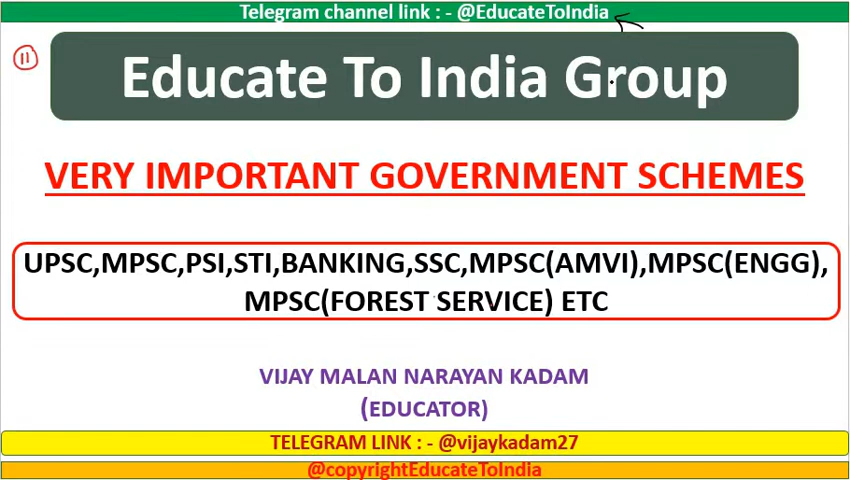 Telegram channel link : - @EducateToIndia
11
Educate To India Group
VERY IMPORTANT GOVERNMENT SCHEMES
UPSC,MPSC,PSI,STI,BANKING,SSC,MPSC(AMVI),MPSC(ENGG),
MPSC(FOREST SERVICE) ETC
VIJAY MALAN NARAYAN KADAM
(EDUCATOR)
TELEGRAM LINK : - @vijaykadam27
@copyrightEducateToIndia